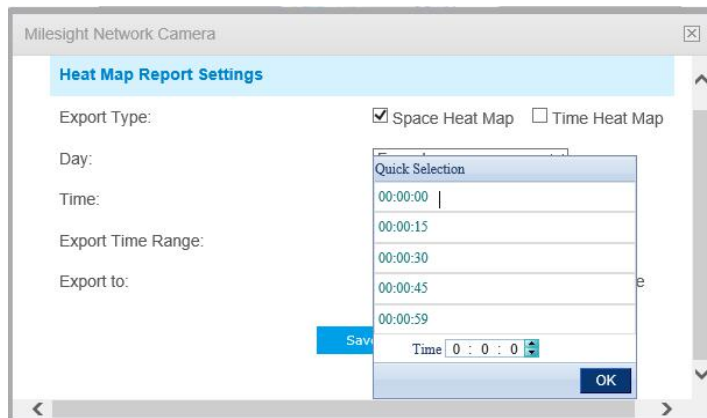 Milesight Network Camera
Heat Map Report Settings
Export Type: Space Heat Map Time Heat Map
Day:
Quick Selection
Time:
00:00:00
00:00:15
Export Time Range:
00:00:30
Export to:
00:00:45
00:00:59
Save
Time 0 : 0 : 0
OK